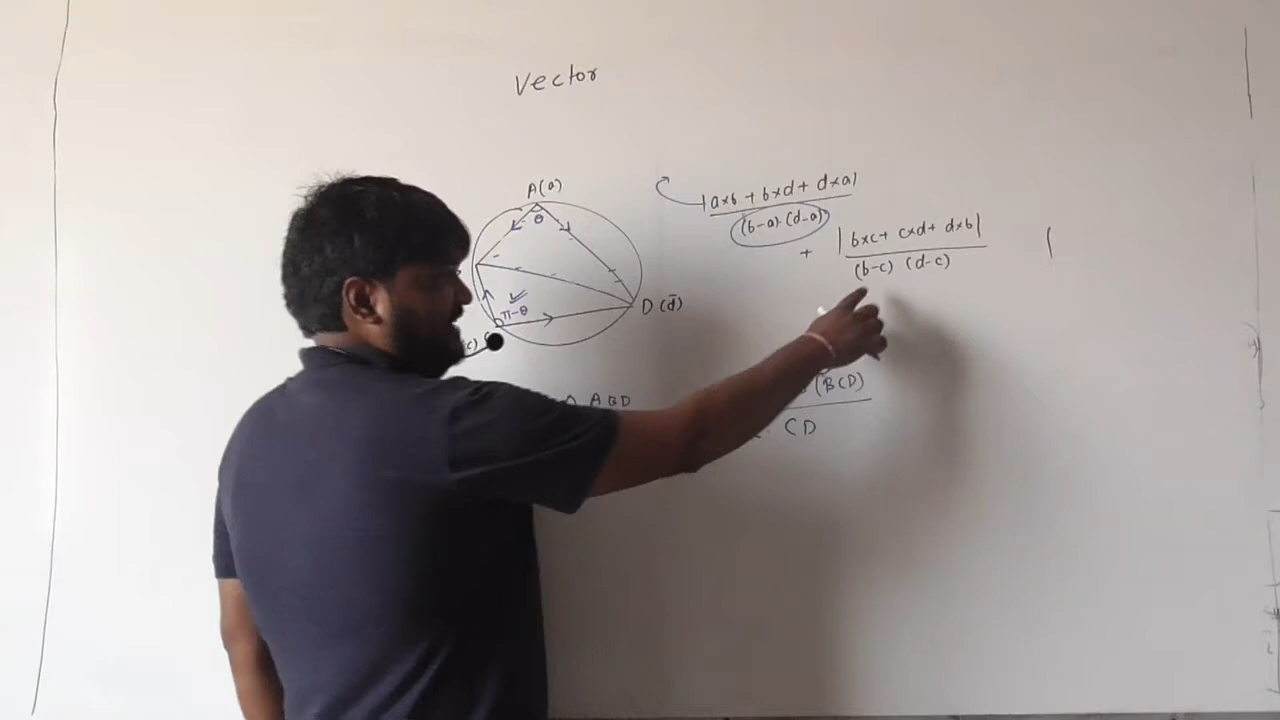 Vector
A(a)
θ
π-θ
D (d̄)
c)
|a×b + b×d + d×a|
(b-a) (d-a)
+
|b×c + c×d + d×b|
(b-c) (d-c)
ABD
(BCD)
CD